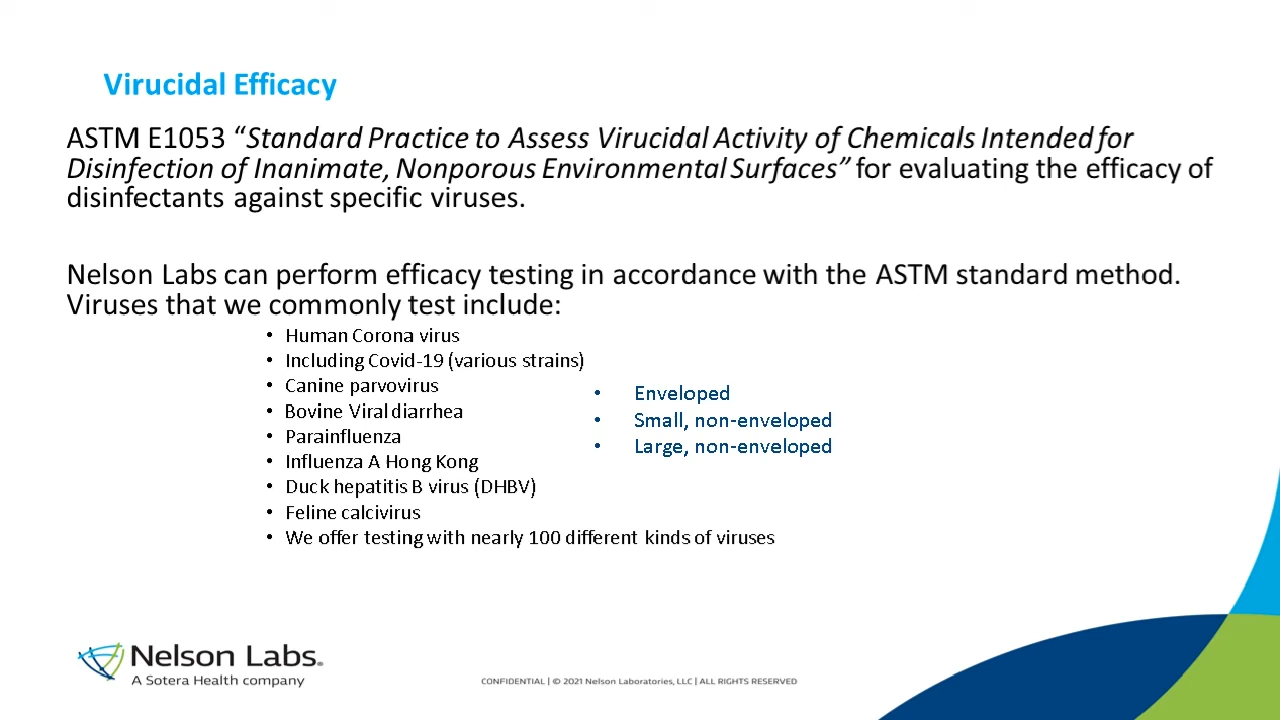 Virucidal Efficacy
ASTM E1053 “Standard Practice to Assess Virucidal Activity of Chemicals Intended for
Disinfection of Inanimate, Nonporous Environmental Surfaces” for evaluating the efficacy of
disinfectants against specific viruses.
Nelson Labs can perform efficacy testing in accordance with the ASTM standard method.
Viruses that we commonly test include:
• Human Corona virus
• Including Covid-19 (various strains)
• Canine parvovirus
• Bovine Viral diarrhea
• Parainfluenza
• Influenza A Hong Kong
• Duck hepatitis B virus (DHBV)
• Feline calcivirus
• We offer testing with nearly 100 different kinds of viruses
• Enveloped
• Small, non-enveloped
• Large, non-enveloped
Nelson Labs.®
A Sotera Health company
CONFIDENTIAL | © 2021 Nelson Laboratories, LLC | ALL RIGHTS RESERVED